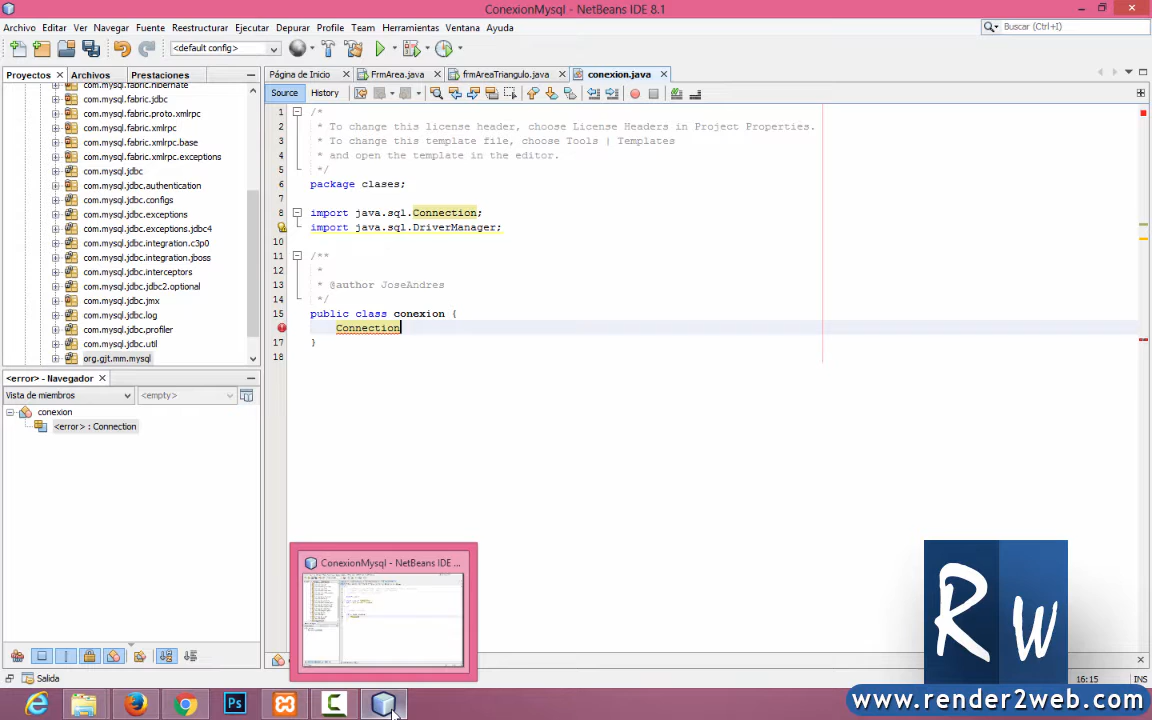 ConexionMysql - NetBeans IDE 8.1
Archivo Editar Ver Navegar Fuente Reestructurar Ejecutar Depurar Profile Team Herramientas Ventana Ayuda
Buscar (Ctrl+I)
<default config>
Proyectos Archivos Prestaciones
Página de Inicio FrmArea.java frmAreaTriangulo.java conexion.java
Source History
com.mysql.fabric.hibernate
com.mysql.fabric.jdbc
com.mysql.fabric.proto.xmlrpc
com.mysql.fabric.xmlrpc
com.mysql.fabric.xmlrpc.base
com.mysql.fabric.xmlrpc.exceptions
com.mysql.jdbc
com.mysql.jdbc.authentication
com.mysql.jdbc.configs
com.mysql.jdbc.exceptions
com.mysql.jdbc.exceptions.jdbc4
com.mysql.jdbc.integration.c3p0
com.mysql.jdbc.integration.jboss
com.mysql.jdbc.interceptors
com.mysql.jdbc.jdbc2.optional
com.mysql.jdbc.jmx
com.mysql.jdbc.log
com.mysql.jdbc.profiler
com.mysql.jdbc.util
org.gjt.mm.mysql
1 /*
2 * To change this license header, choose License Headers in Project Properties.
3 * To change this template file, choose Tools | Templates
4 * and open the template in the editor.
5 */
6 package clases;
7
8 import java.sql.Connection;
import java.sql.DriverManager;
10
11 /**
12 *
13 * @author JoseAndres
14 */
15 public class conexion {
Connection
17 }
18
<error> - Navegador
Vista de miembros <empty>
conexion
<error> : Connection
ConexionMysql - NetBeans IDE ...
Salida
16:15 INS
Ps
RW
www.render2web.com